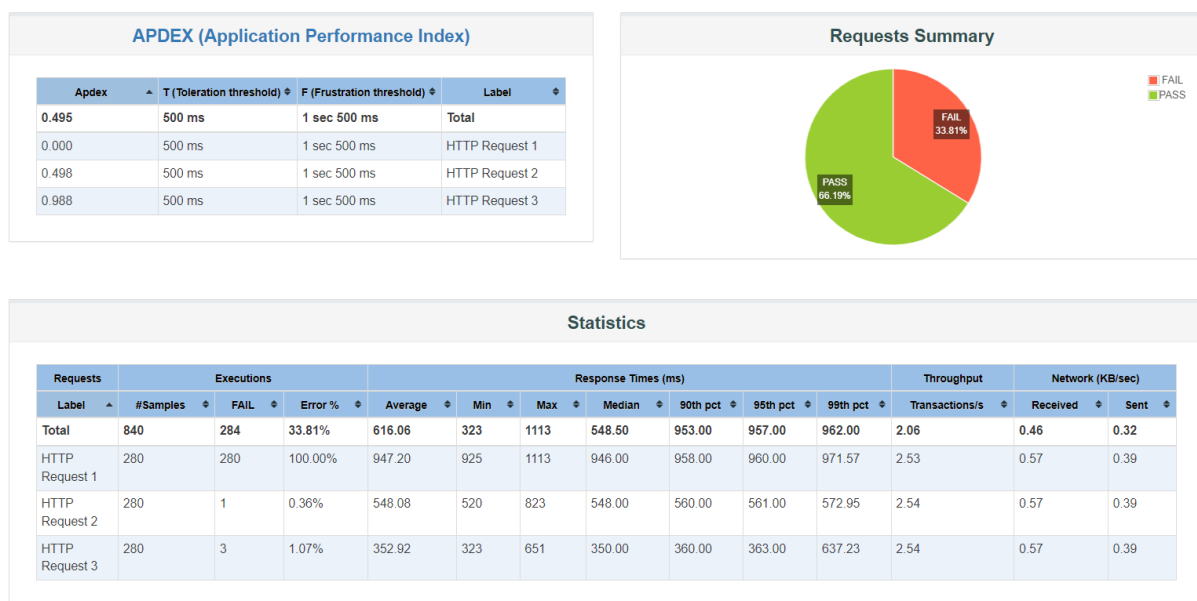 APDEX (Application Performance Index)
Apdex T (Toleration threshold) F (Frustration threshold) Label
0.495 500 ms 1 sec 500 ms Total
0.000 500 ms 1 sec 500 ms HTTP Request 1
0.498 500 ms 1 sec 500 ms HTTP Request 2
0.988 500 ms 1 sec 500 ms HTTP Request 3
Requests Summary
FAIL
PASS
FAIL
33.81%
PASS
66.19%
Statistics
Requests Executions Response Times (ms) Throughput Network (KB/sec)
Label #Samples FAIL Error % Average Min Max Median 90th pct 95th pct 99th pct Transactions/s Received Sent
Total 840 284 33.81% 616.06 323 1113 548.50 953.00 957.00 962.00 2.06 0.46 0.32
HTTP 280 280 100.00% 947.20 925 1113 946.00 958.00 960.00 971.57 2.53 0.57 0.39
Request 1
HTTP 280 1 0.36% 548.08 520 823 548.00 560.00 561.00 572.95 2.54 0.57 0.39
Request 2
HTTP 280 3 1.07% 352.92 323 651 350.00 360.00 363.00 637.23 2.54 0.57 0.39
Request 3